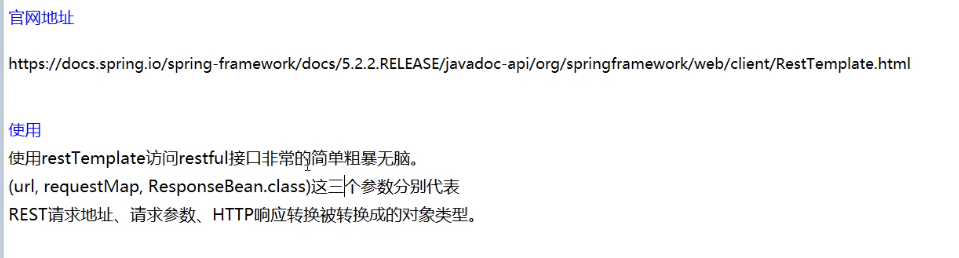 官网地址
https://docs.spring.io/spring-framework/docs/5.2.2.RELEASE/javadoc-api/org/springframework/web/client/RestTemplate.html
使用
使用restTemplate访问restful接口非常的简单粗暴无脑。
(url, requestMap, ResponseBean.class)这三个参数分别代表
REST请求地址、请求参数、HTTP响应转换被转换成的对象类型。